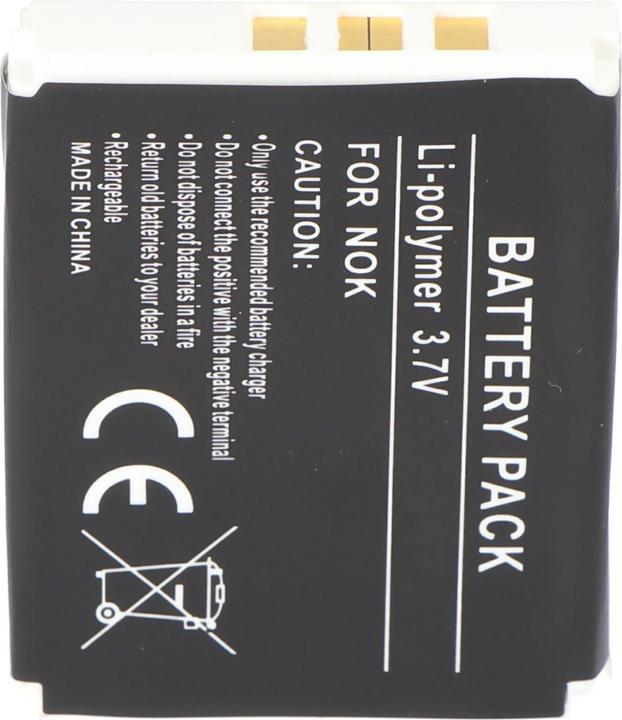 BATTERY PACK
Li-polymer 3.7V
FOR NOK
CAUTION:
•Only use the recommended battery charger
•Do not connect the positive with the negative terminal
•Do not dispose of batteries in a fire
•Return old batteries to your dealer
•Rechargeable
MADE IN CHINA
CE